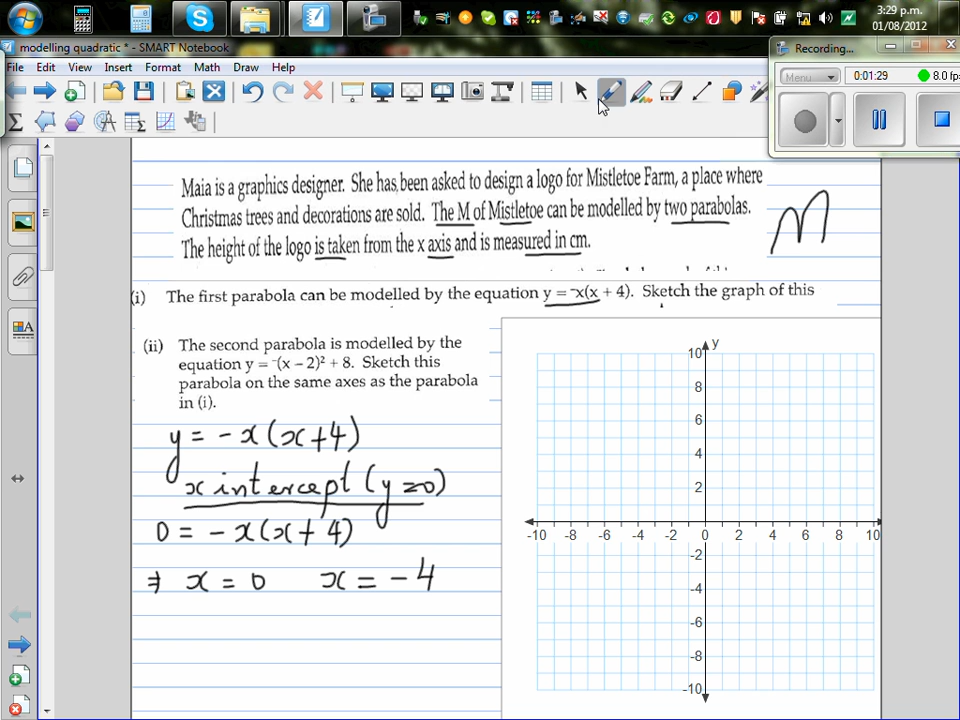 3:29 p.m.
01/08/2012
modelling quadratic * - SMART Notebook
Recording...
File Edit View Insert Format Math Draw Help
Menu 0:01:29 8.0 fp
Maia is a graphics designer. She has been asked to design a logo for Mistletoe Farm, a place where
Christmas trees and decorations are sold. The M of Mistletoe can be modelled by two parabolas.
The height of the logo is taken from the x axis and is measured in cm.
M
(i) The first parabola can be modelled by the equation y = ⁻x(x + 4). Sketch the graph of this
(ii) The second parabola is modelled by the
equation y = ⁻(x – 2)² + 8. Sketch this
parabola on the same axes as the parabola
in (i).
y = -x(x+4)
x intercept (y=0)
0 = -x(x+4)
⇒ x = 0 x = -4
y
10
8
6
4
2
-10 -8 -6 -4 -2 0 2 4 6 8 10
-2
-4
-6
-8
-10